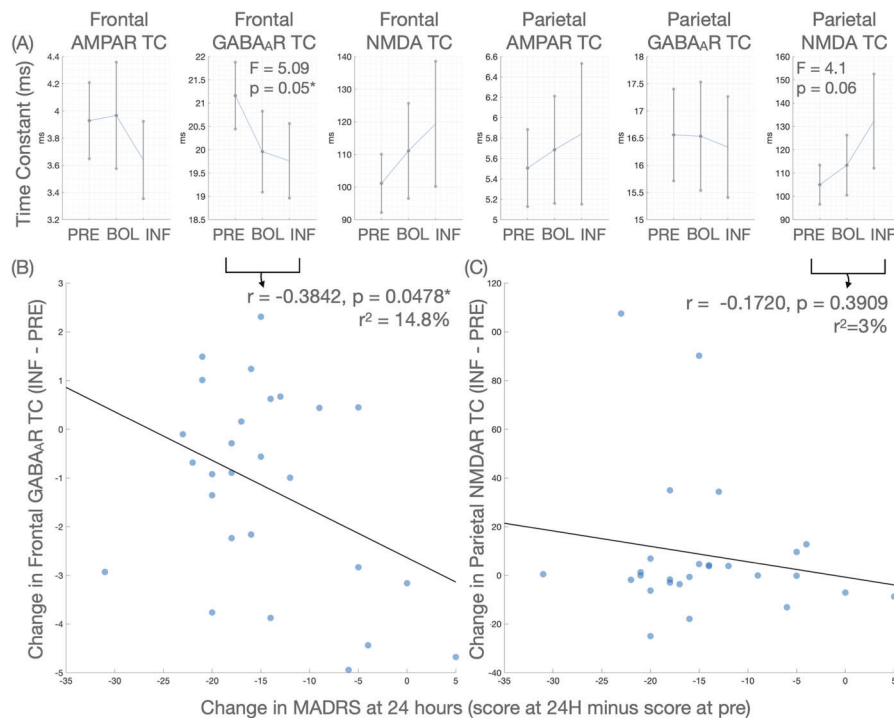 (A)
Frontal
AMPAR TC
Frontal
GABAAR TC
Frontal
NMDA TC
Parietal
AMPAR TC
Parietal
GABAAR TC
Parietal
NMDA TC
Time Constant (ms)
4.4
4.2
4
3.8
3.6
3.4
3.2
ms
PRE BOL INF
22
21.5
21
20.5
20
19.5
19
18.5
ms
F = 5.09
p = 0.05*
PRE BOL INF
140
130
120
110
100
90
ms
PRE BOL INF
6.6
6.4
6.2
6
5.8
5.6
5.4
5.2
5
ms
PRE BOL INF
18
17.5
17
16.5
16
15.5
15
ms
PRE BOL INF
160
150
140
130
120
110
100
90
ms
F = 4.1
p = 0.06
PRE BOL INF
(B)
r = -0.3842, p = 0.0478*
r² = 14.8%
Change in Frontal GABAAR TC (INF - PRE)
3
2
1
0
-1
-2
-3
-4
-5
-35 -30 -25 -20 -15 -10 -5 0 5
(C)
r = -0.1720, p = 0.3909
r²=3%
Change in Parietal NMDAR TC (INF - PRE)
120
100
80
60
40
20
0
-20
-40
-35 -30 -25 -20 -15 -10 -5 0 5
Change in MADRS at 24 hours (score at 24H minus score at pre)